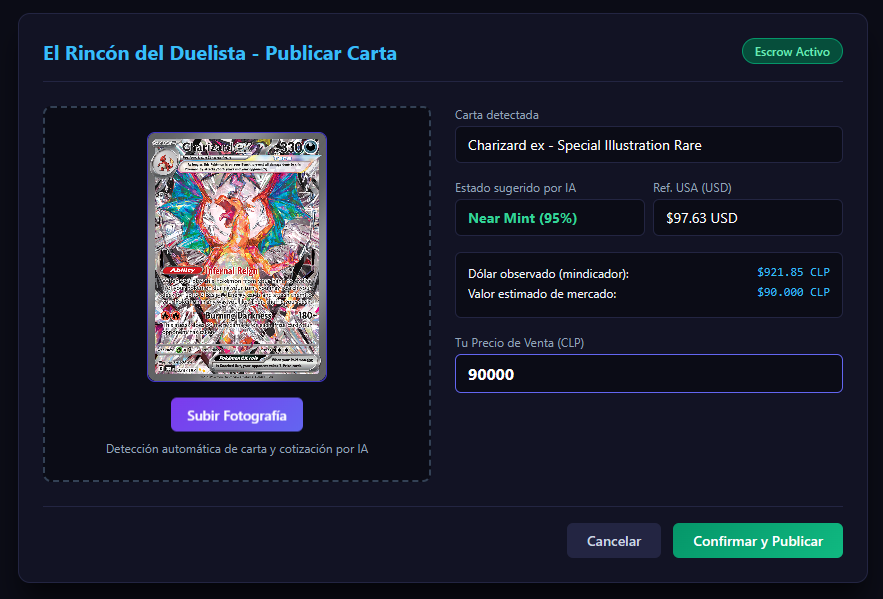 El Rincón del Duelista - Publicar Carta
Escrow Activo
Charizard
330
Ability Infernal Reign
Burning Darkness 180
Subir Fotografía
Detección automática de carta y cotización por IA
Carta detectada
Charizard ex - Special Illustration Rare
Estado sugerido por IA
Near Mint (95%)
Ref. USA (USD)
$97.63 USD
Dólar observado (mindicador): $921.85 CLP
Valor estimado de mercado: $90.000 CLP
Tu Precio de Venta (CLP)
90000
Cancelar
Confirmar y Publicar